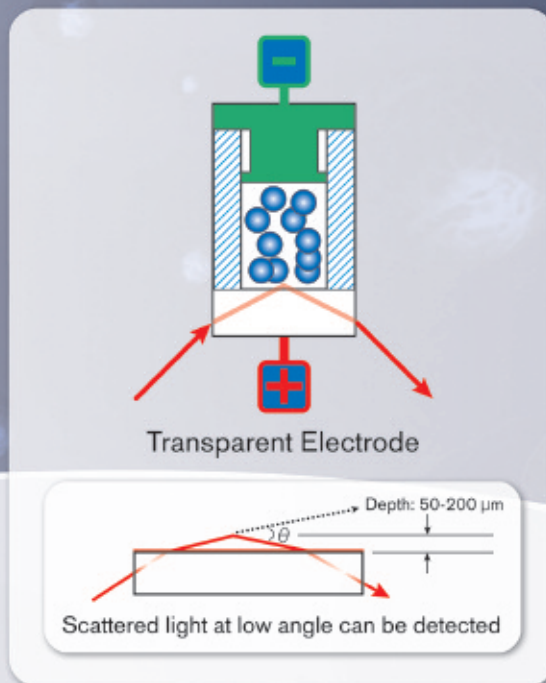 −
+
Transparent Electrode
Depth: 50-200 μm
θ
Scattered light at low angle can be detected